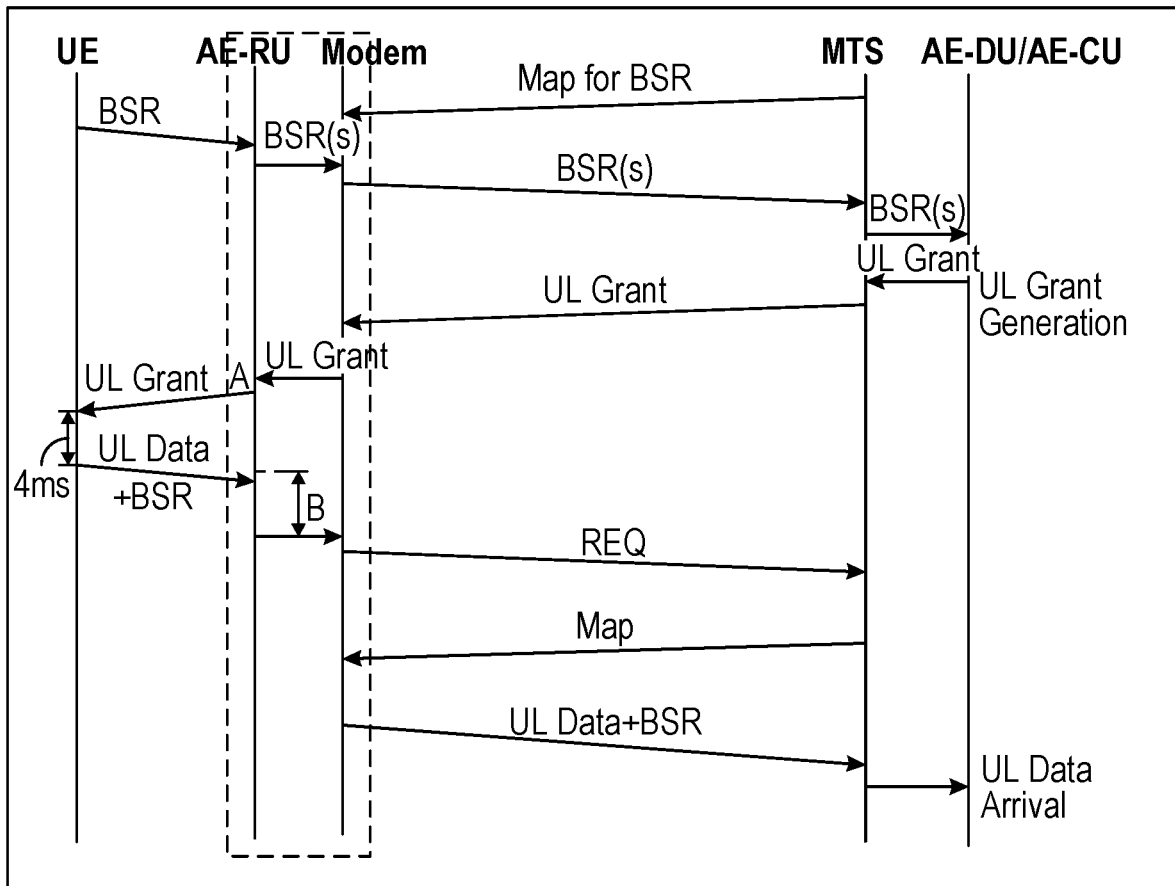 UE
AE-RU
Modem
MTS
AE-DU/AE-CU
Map for BSR
BSR
BSR(s)
BSR(s)
BSR(s)
UL Grant
UL Grant
UL Grant
Generation
UL Grant
UL Grant
A
4ms
UL Data
+BSR
B
REQ
Map
UL Data+BSR
UL Data
Arrival